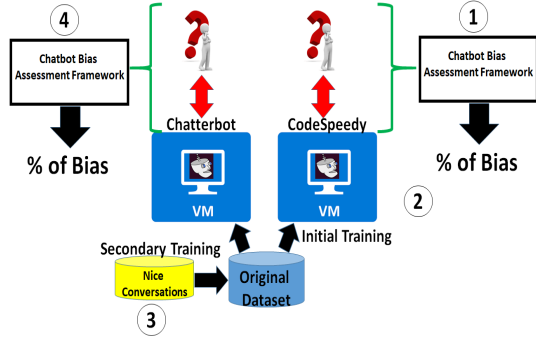 4
1
Chatbot Bias
Assessment Framework
Chatbot Bias
Assessment Framework
Chatterbot
CodeSpeedy
% of Bias
% of Bias
VM
VM
2
Secondary Training
Initial Training
Nice
Conversations
Original
Dataset
3